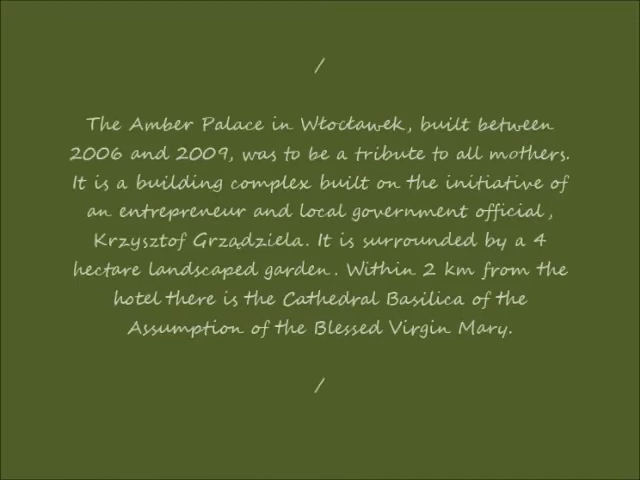 /
The Amber Palace in Włocławek, built between
2006 and 2009, was to be a tribute to all mothers.
It is a building complex built on the initiative of
an entrepreneur and local government official,
Krzysztof Grządziela. It is surrounded by a 4
hectare landscaped garden. Within 2 km from the
hotel there is the Cathedral Basilica of the
Assumption of the Blessed Virgin Mary.
/